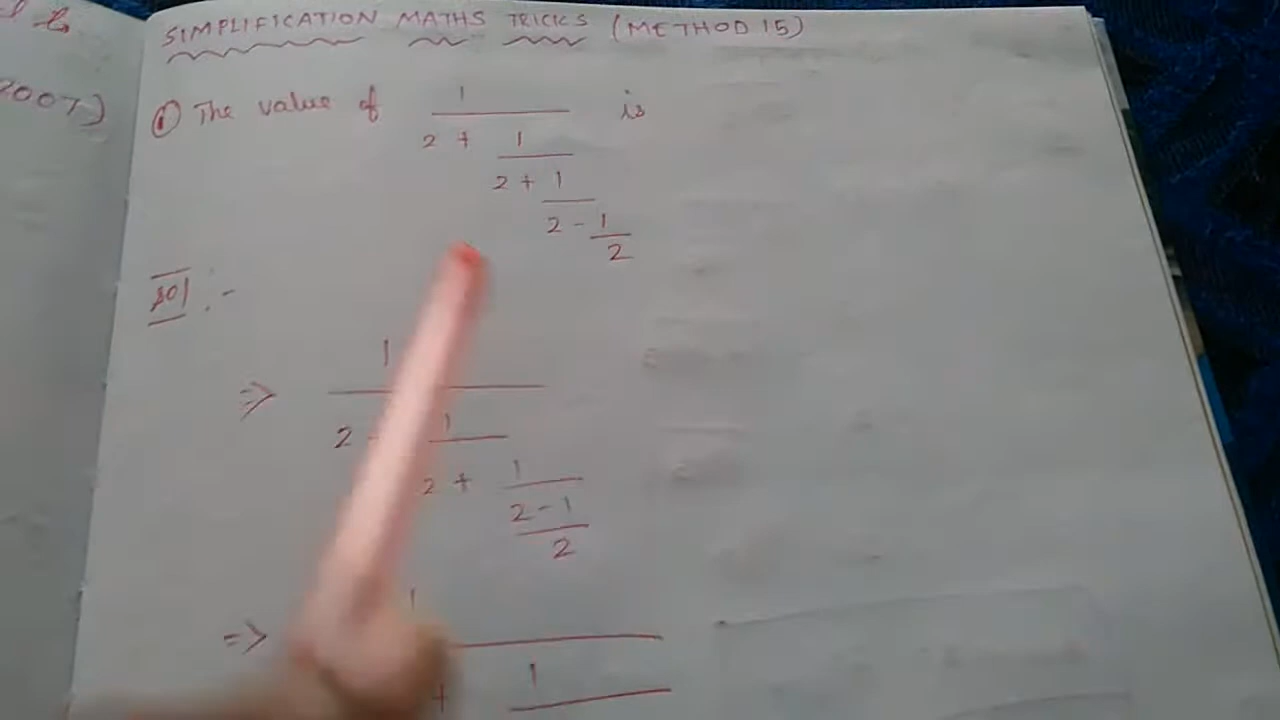 2007)
SIMPLIFICATION MATHS TRICKS (METHOD 15)
① The value of 1 is
2 + 1
2 + 1
2 - 1
2
Sol :-
⇒ 1
2 1
2 + 1
2 - 1
2
⇒ 1
+ 1